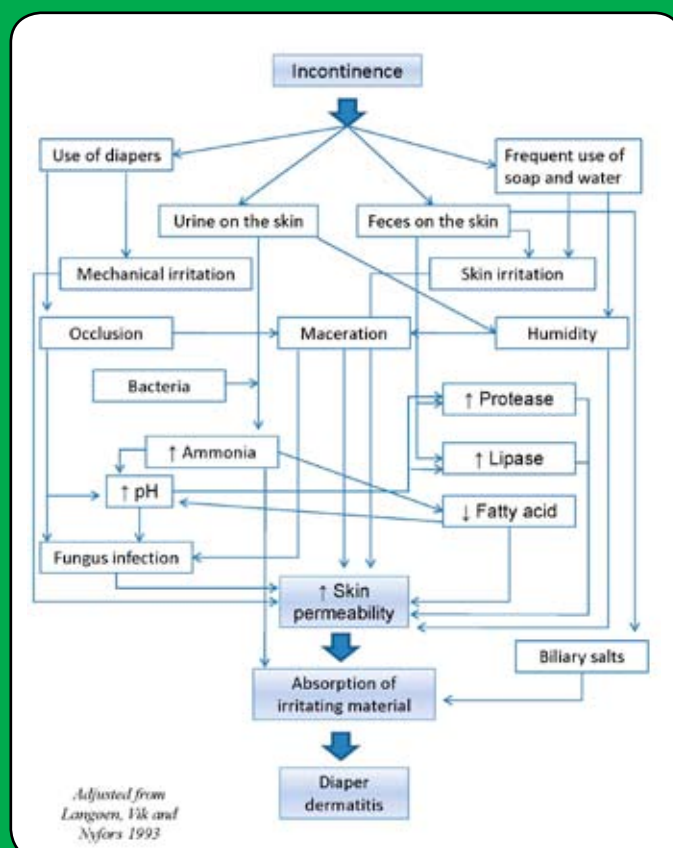 Incontinence
Use of diapers
Frequent use of
soap and water
Urine on the skin
Feces on the skin
Mechanical irritation
Skin irritation
Occlusion
Maceration
Humidity
Bacteria
↑ Protease
↑ Ammonia
↑ Lipase
↑ pH
↓ Fatty acid
Fungus infection
↑ Skin
permeability
Biliary salts
Absorption of
irritating material
Diaper
dermatitis
Adjusted from
Langoen, Vik and
Nyfors 1993